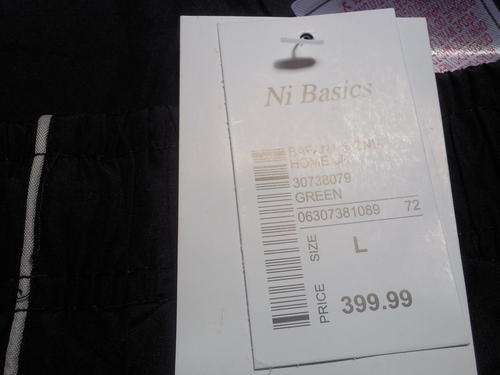 Ni Basics
30738079
GREEN
06307381089 72
SIZE L
PRICE 399.99